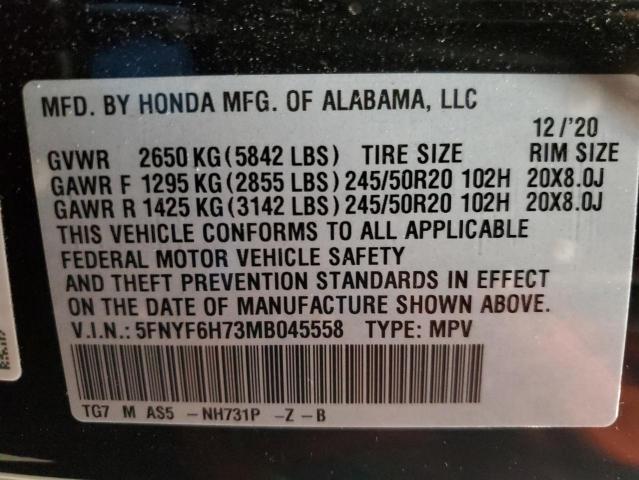 MFD. BY HONDA MFG. OF ALABAMA, LLC
12/'20
GVWR 2650 KG (5842 LBS) TIRE SIZE RIM SIZE
GAWR F 1295 KG (2855 LBS) 245/50R20 102H 20X8.0J
GAWR R 1425 KG (3142 LBS) 245/50R20 102H 20X8.0J
THIS VEHICLE CONFORMS TO ALL APPLICABLE
FEDERAL MOTOR VEHICLE SAFETY
AND THEFT PREVENTION STANDARDS IN EFFECT
ON THE DATE OF MANUFACTURE SHOWN ABOVE.
V.I.N.: 5FNYF6H73MB045558 TYPE: MPV
TG7 M AS5 - NH731P -Z - B